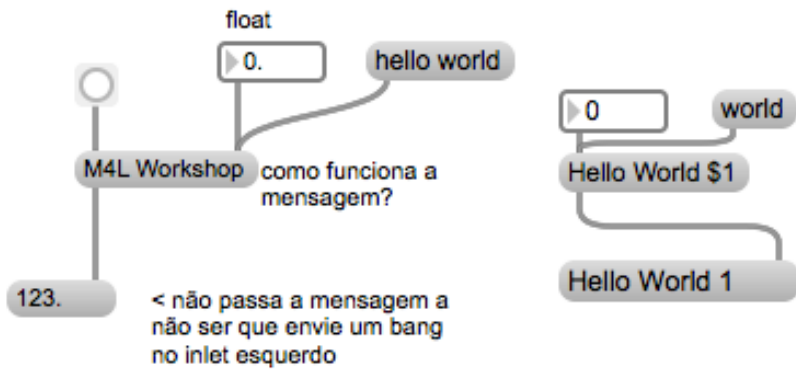 float
0.
hello world
0
world
M4L Workshop
como funciona a
mensagem?
Hello World $1
123.
< não passa a mensagem a
não ser que envie um bang
no inlet esquerdo
Hello World 1